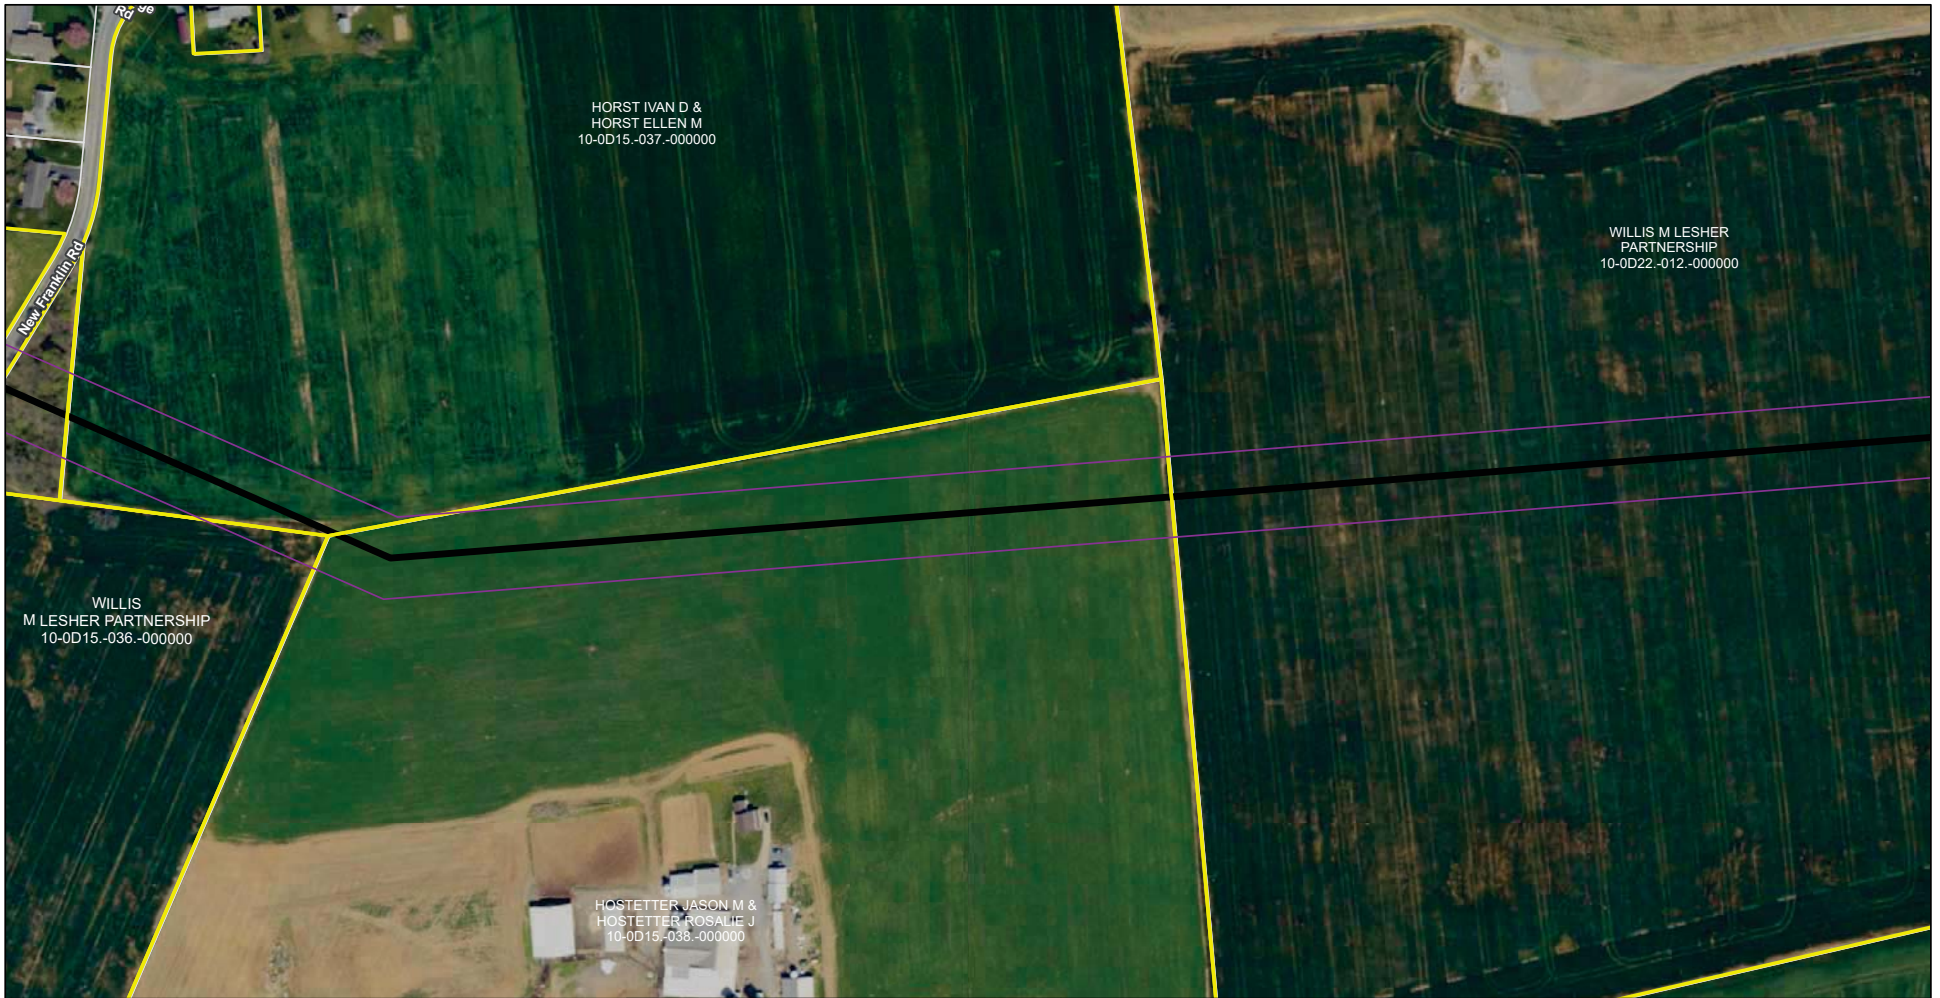 ge
Rd
HORST IVAN D &
HORST ELLEN M
10-0D15.-037.-000000
WILLIS M LESHER
PARTNERSHIP
10-0D22.-012.-000000
New Franklin Rd
WILLIS
M LESHER PARTNERSHIP
10-0D15.-036.-000000
HOSTETTER JASON M &
HOSTETTER ROSALIE J
10-0D15.-038.-000000